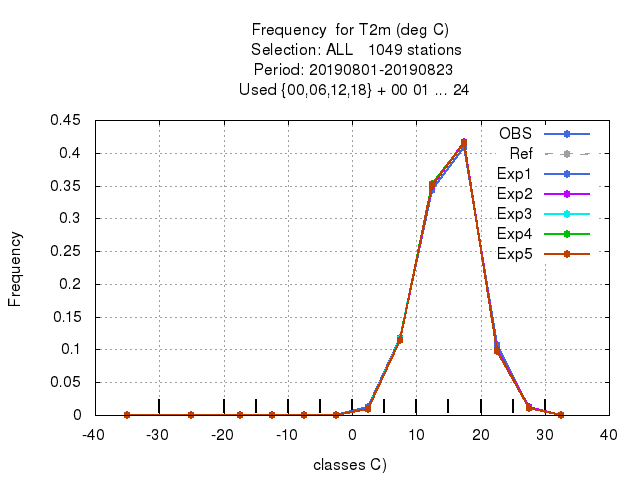 Frequency  for T2m (deg C)
Selection: ALL   1049 stations
Period: 20190801-20190823
Used {00,06,12,18} + 00 01 ... 24
OBS
Ref
Exp1
Exp2
Exp3
Exp4
Exp5
Frequency
0.45
0.4
0.35
0.3
0.25
0.2
0.15
0.1
0.05
0
-40 -30 -20 -10 0 10 20 30 40
classes C)